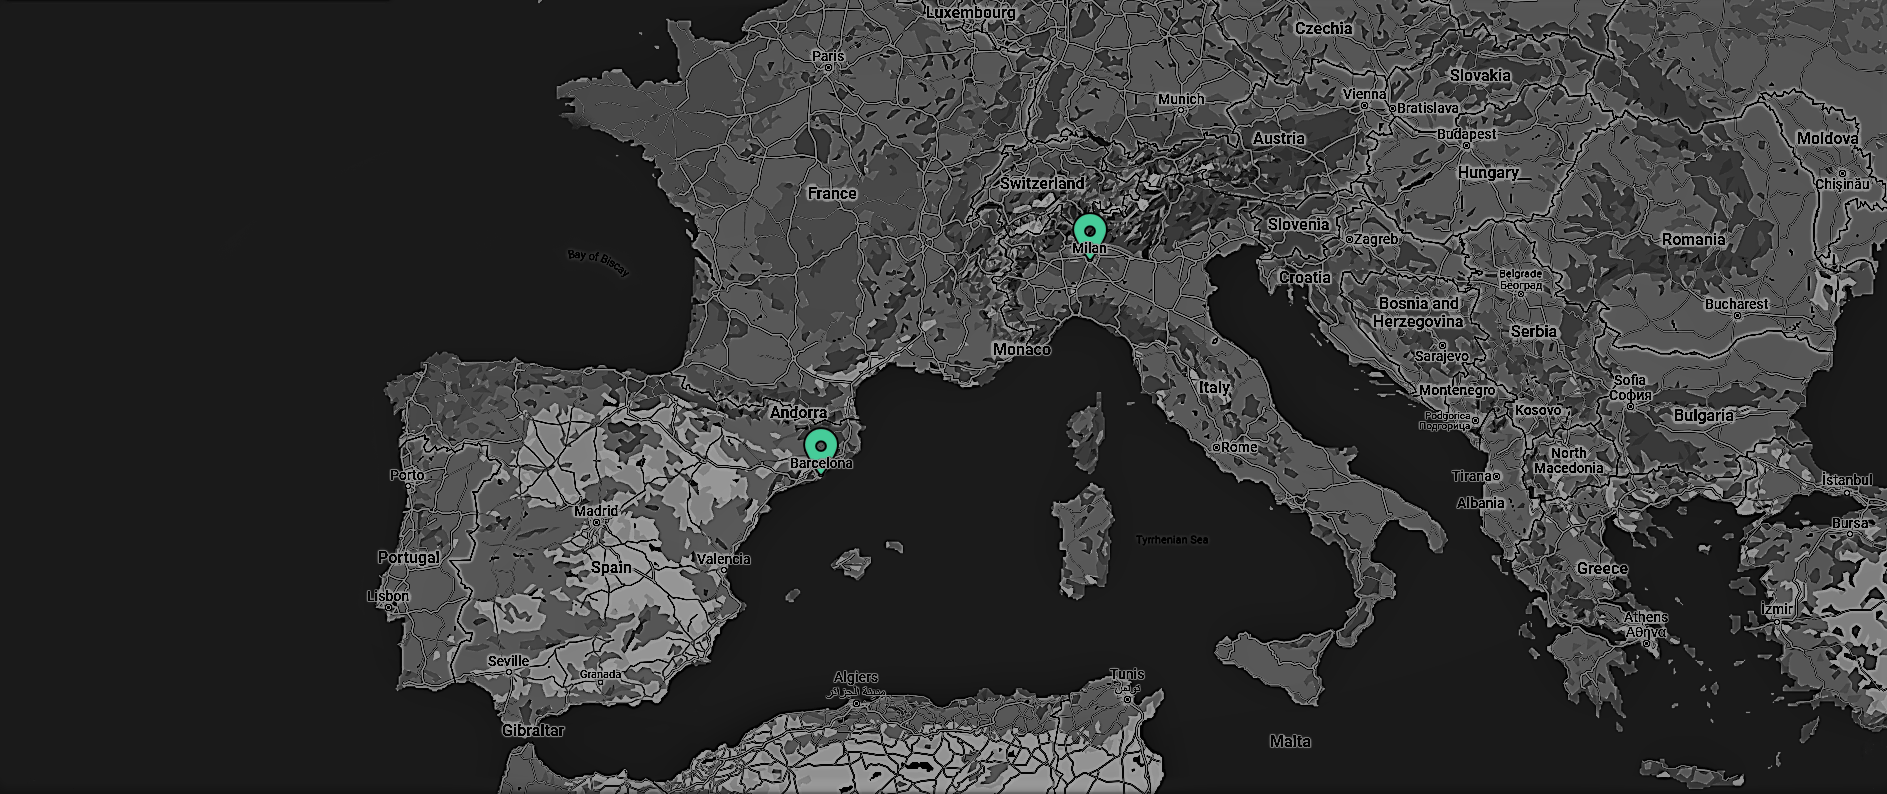 Luxembourg
Czechia
Paris
Slovakia
Munich
Vienna
Bratislava
Budapest
Austria
Moldova
Hungary
Switzerland
Chișinău
France
Slovenia
Zagreb
Romania
Milan
Bay of Biscay
Croatia
Belgrade
Београд
Bosnia and
Herzegovina
Bucharest
Serbia
Monaco
Sarajevo
Italy
Montenegro
Sofia
София
Andorra
Kosovo
Podgorica
Подгорица
Bulgaria
Rome
North
Macedonia
Barcelona
Porto
Tirana
İstanbul
Albania
Madrid
Bursa
Tyrrhenian Sea
Portugal
Valencia
Spain
Greece
Lisbon
İzmir
Athens
Αθήνα
Seville
Granada
Algiers
مدينة الجزائر
Tunis
تونس
Gibraltar
Malta